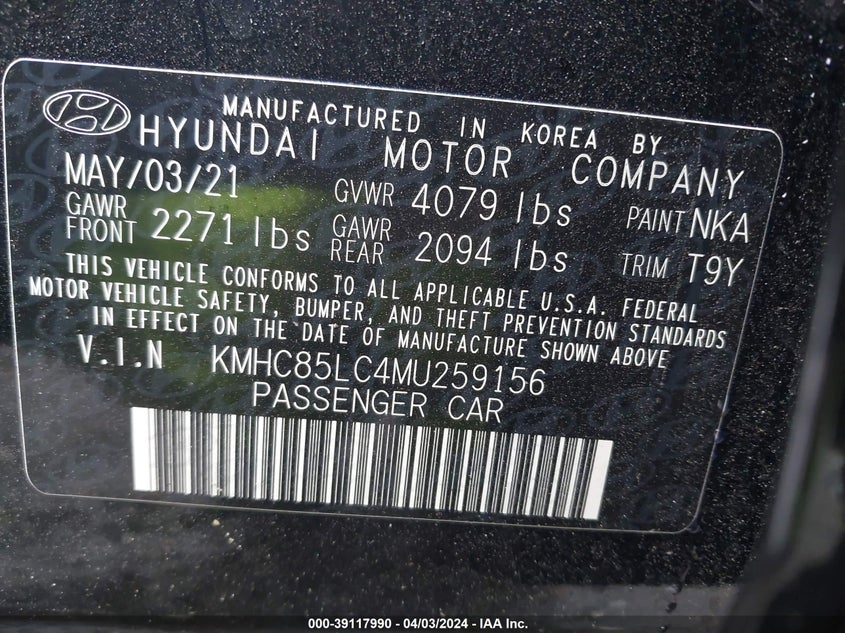 MANUFACTURED IN KOREA BY
HYUNDAI MOTOR COMPANY
MAY/03/21 GVWR 4079 lbs PAINT NKA
GAWR FRONT 2271 lbs GAWR REAR 2094 lbs TRIM T9Y
THIS VEHICLE CONFORMS TO ALL APPLICABLE U.S.A. FEDERAL
MOTOR VEHICLE SAFETY, BUMPER, AND THEFT PREVENTION STANDARDS
IN EFFECT ON THE DATE OF MANUFACTURE SHOWN ABOVE
V.I.N KMHC85LC4MU259156
PASSENGER CAR
000-39117990 - 04/03/2024 - IAA Inc.